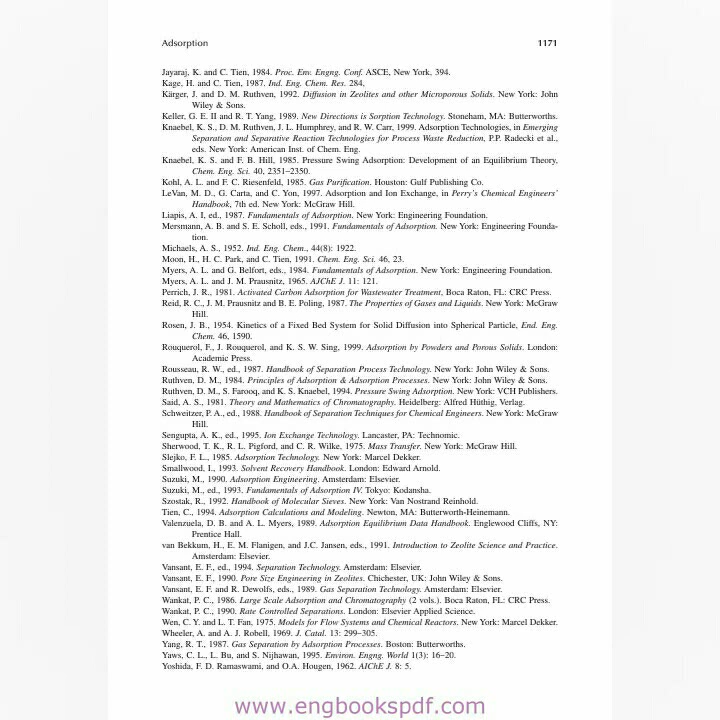 Adsorption 1171
Jayaraj, K. and C. Tien, 1984. Proc. Env. Engng. Conf. ASCE, New York, 394.
Kage, H. and C. Tien, 1987. Ind. Eng. Chem. Res. 284,
Kärger, J. and D. M. Ruthven, 1992. Diffusion in Zeolites and other Microporous Solids. New York: John
Wiley & Sons.
Keller, G. E. II and R. T. Yang, 1989. New Directions is Sorption Technology. Stoneham, MA: Butterworths.
Knaebel, K. S., D. M. Ruthven, J. L. Humphrey, and R. W. Carr, 1999. Adsorption Technologies, in Emerging
Separation and Separative Reaction Technologies for Process Waste Reduction, P.P. Radecki et al.,
eds. New York: American Inst. of Chem. Eng.
Knaebel, K. S. and F. B. Hill, 1985. Pressure Swing Adsorption: Development of an Equilibrium Theory,
Chem. Eng. Sci. 40, 2351–2350.
Kohl, A. L. and F. C. Riesenfeld, 1985. Gas Purification. Houston: Gulf Publishing Co.
LeVan, M. D., G. Carta, and C. Yon, 1997. Adsorption and Ion Exchange, in Perry's Chemical Engineers'
Handbook, 7th ed. New York: McGraw Hill.
Liapis, A. I, ed., 1987. Fundamentals of Adsorption. New York: Engineering Foundation.
Mersmann, A. B. and S. E. Scholl, eds., 1991. Fundamentals of Adsorption. New York: Engineering Founda-
tion.
Michaels, A. S., 1952. Ind. Eng. Chem., 44(8): 1922.
Moon, H., H. C. Park, and C. Tien, 1991. Chem. Eng. Sci. 46, 23.
Myers, A. L. and G. Belfort, eds., 1984. Fundamentals of Adsorption. New York: Engineering Foundation.
Myers, A. L. and J. M. Prausnitz, 1965. AJChE J. 11: 121.
Perrich, J. R., 1981. Activated Carbon Adsorption for Wastewater Treatment, Boca Raton, FL: CRC Press.
Reid, R. C., J. M. Prausnitz and B. E. Poling, 1987. The Properties of Gases and Liquids. New York: McGraw
Hill.
Rosen, J. B., 1954. Kinetics of a Fixed Bed System for Solid Diffusion into Spherical Particle, End. Eng.
Chem. 46, 1590.
Rouquerol, F., J. Rouquerol, and K. S. W. Sing, 1999. Adsorption by Powders and Porous Solids. London:
Academic Press.
Rousseau, R. W., ed., 1987. Handbook of Separation Process Technology. New York: John Wiley & Sons.
Ruthven, D. M., 1984. Principles of Adsorption & Adsorption Processes. New York: John Wiley & Sons.
Ruthven, D. M., S. Farooq, and K. S. Knaebel, 1994. Pressure Swing Adsorption. New York: VCH Publishers.
Said, A. S., 1981. Theory and Mathematics of Chromatography. Heidelberg: Alfred Hüthig, Verlag.
Schweitzer, P. A., ed., 1988. Handbook of Separation Techniques for Chemical Engineers. New York: McGraw
Hill.
Sengupta, A. K., ed., 1995. Ion Exchange Technology. Lancaster, PA: Technomic.
Sherwood, T. K., R. L. Pigford, and C. R. Wilke, 1975. Mass Transfer. New York: McGraw Hill.
Slejko, F. L., 1985. Adsorption Technology. New York: Marcel Dekker.
Smallwood, I., 1993. Solvent Recovery Handbook. London: Edward Arnold.
Suzuki, M., 1990. Adsorption Engineering. Amsterdam: Elsevier.
Suzuki, M., ed., 1993. Fundamentals of Adsorption IV. Tokyo: Kodansha.
Szostak, R., 1992. Handbook of Molecular Sieves. New York: Van Nostrand Reinhold.
Tien, C., 1994. Adsorption Calculations and Modeling. Newton, MA: Butterworth-Heinemann.
Valenzuela, D. B. and A. L. Myers, 1989. Adsorption Equilibrium Data Handbook. Englewood Cliffs, NY:
Prentice Hall.
van Bekkum, H., E. M. Flanigen, and J.C. Jansen, eds., 1991. Introduction to Zeolite Science and Practice.
Amsterdam: Elsevier.
Vansant, E. F., ed., 1994. Separation Technology. Amsterdam: Elsevier.
Vansant, E. F., 1990. Pore Size Engineering in Zeolites. Chichester, UK: John Wiley & Sons.
Vansant, E. F. and R. Dewolfs, eds., 1989. Gas Separation Technology. Amsterdam: Elsevier.
Wankat, P. C., 1986. Large Scale Adsorption and Chromatography (2 vols.). Boca Raton, FL: CRC Press.
Wankat, P. C., 1990. Rate Controlled Separations. London: Elsevier Applied Science.
Wen, C. Y. and L. T. Fan, 1975. Models for Flow Systems and Chemical Reactors. New York: Marcel Dekker.
Wheeler, A. and A. J. Robell, 1969. J. Catal. 13: 299–305.
Yang, R. T., 1987. Gas Separation by Adsorption Processes. Boston: Butterworths.
Yaws, C. L., L. Bu, and S. Nijhawan, 1995. Environ. Engng. World 1(3): 16–20.
Yoshida, F. D. Ramaswami, and O.A. Hougen, 1962. AIChE J. 8: 5.
www.engbookspdf.com